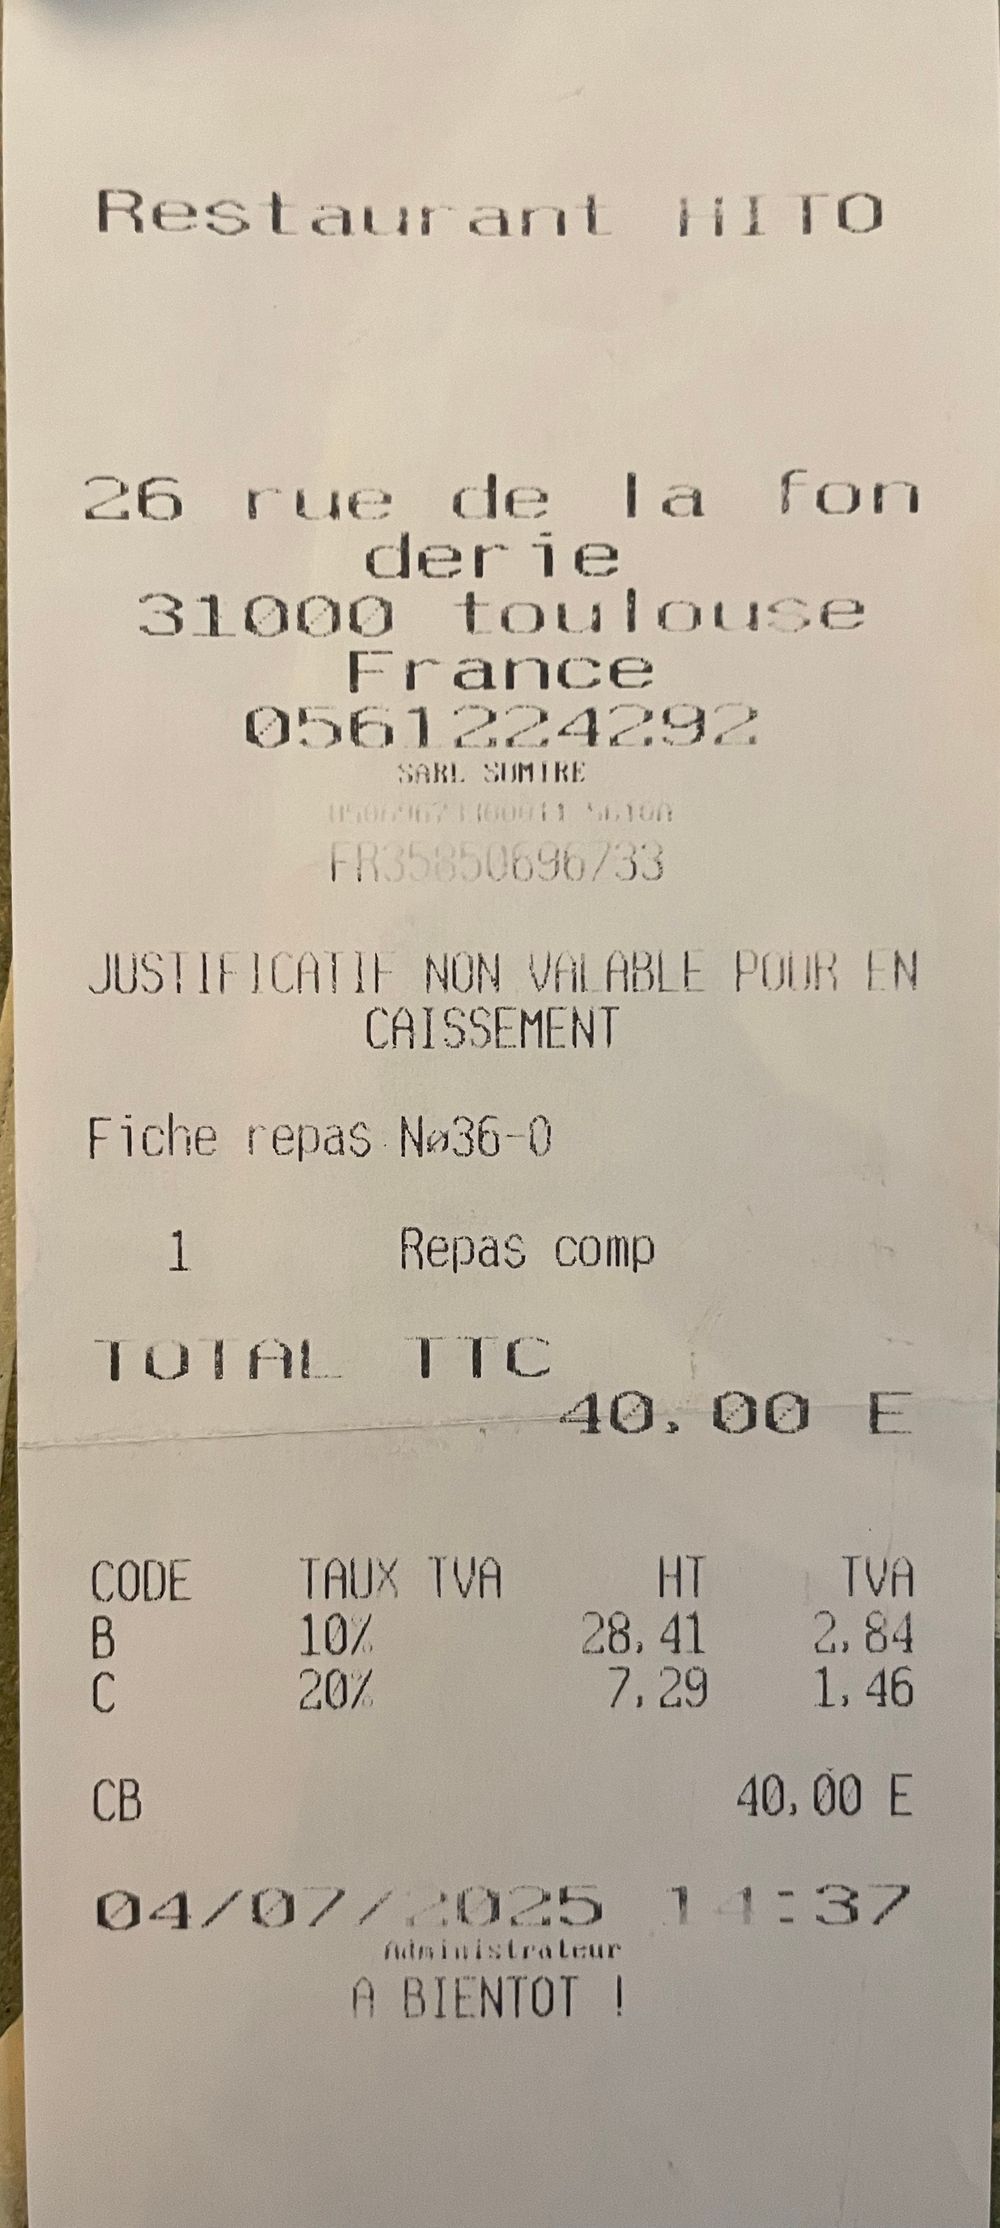 Restaurant HITO
26 rue de la fon
derie
31000 toulouse
France
0561224292
SARL SUMIRE
FR35850696733
JUSTIFICATIF NON VALABLE POUR EN
CAISSEMENT
Fiche repas Nø36-0
1 Repas comp
TOTAL TTC
40.00 E
CODE TAUX TVA HT TVA
B 10% 28,41 2,84
C 20% 7,29 1,46
CB 40,00 E
04/07/2025 14:37
Administrateur
A BIENTOT !